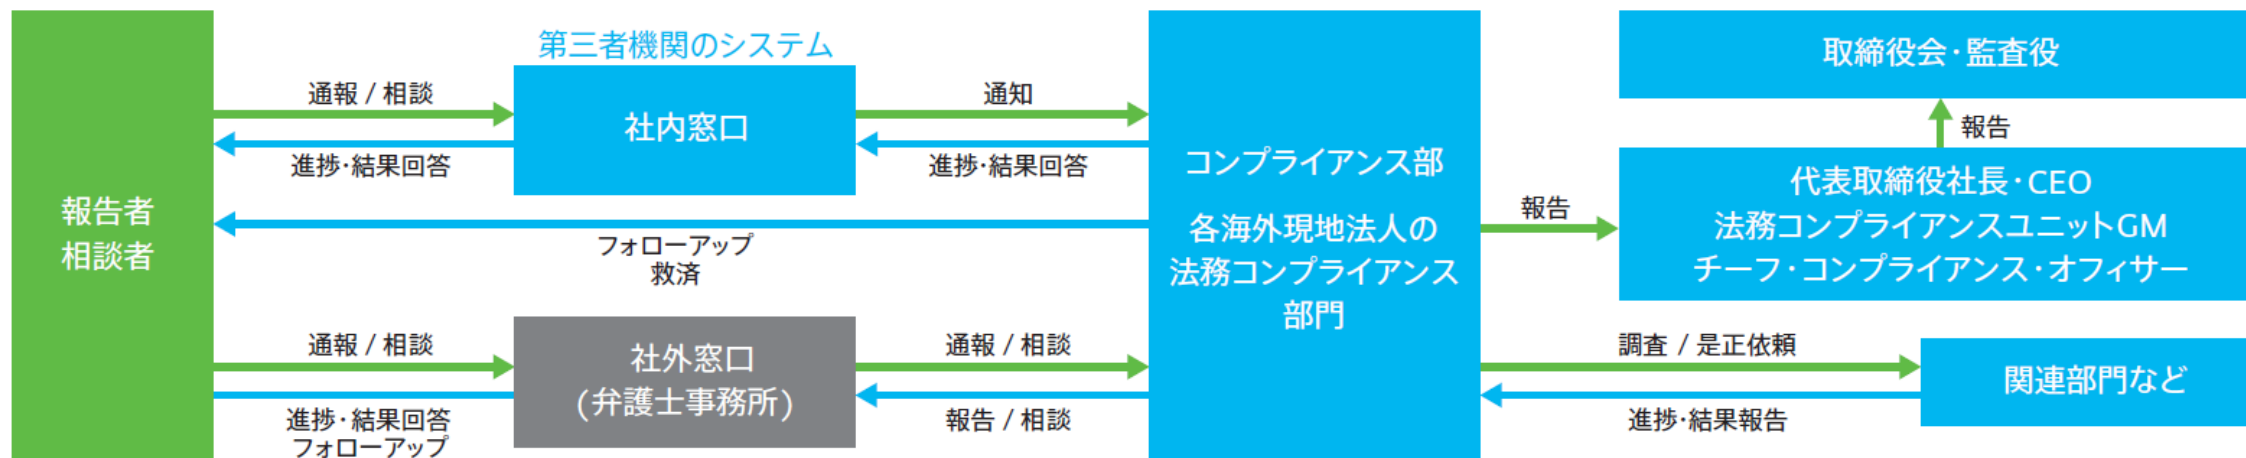 報告者
相談者
通報 / 相談
進捗・結果回答
第三者機関のシステム
社内窓口
通知
進捗・結果回答
フォローアップ
救済
通報 / 相談
進捗・結果回答
フォローアップ
社外窓口
(弁護士事務所)
通報 / 相談
報告 / 相談
コンプライアンス部
各海外現地法人の
法務コンプライアンス
部門
報告
取締役会・監査役
報告
代表取締役社長・CEO
法務コンプライアンスユニットGM
チーフ・コンプライアンス・オフィサー
調査 / 是正依頼
進捗・結果報告
関連部門など